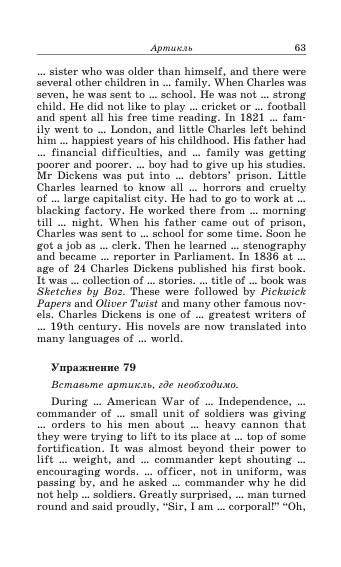 Артикль 63
... sister who was older than himself, and there were
several other children in ... family. When Charles was
seven, he was sent to ... school. He was not ... strong
child. He did not like to play ... cricket or ... football
and spent all his free time reading. In 1821 ... fam-
ily went to ... London, and little Charles left behind
him ... happiest years of his childhood. His father had
... financial difficulties, and ... family was getting
poorer and poorer. ... boy had to give up his studies.
Mr Dickens was put into ... debtors’ prison. Little
Charles learned to know all ... horrors and cruelty
of ... large capitalist city. He had to go to work at ...
blacking factory. He worked there from ... morning
till ... night. When his father came out of prison,
Charles was sent to ... school for some time. Soon he
got a job as ... clerk. Then he learned ... stenography
and became ... reporter in Parliament. In 1836 at ...
age of 24 Charles Dickens published his first book.
It was ... collection of ... stories. ... title of ... book was
Sketches by Boz. These were followed by Pickwick
Papers and Oliver Twist and many other famous nov-
els. Charles Dickens is one of ... greatest writers of
... 19th century. His novels are now translated into
many languages of ... world.
Упражнение 79
Вставьте артикль, где необходимо.
During ... American War of ... Independence, ...
commander of ... small unit of soldiers was giving
... orders to his men about ... heavy cannon that
they were trying to lift to its place at ... top of some
fortification. It was almost beyond their power to
lift ... weight, and ... commander kept shouting ...
encouraging words. ... officer, not in uniform, was
passing by, and he asked ... commander why he did
not help ... soldiers. Greatly surprised, ... man turned
round and said proudly, “Sir, I am ... corporal!” “Oh,